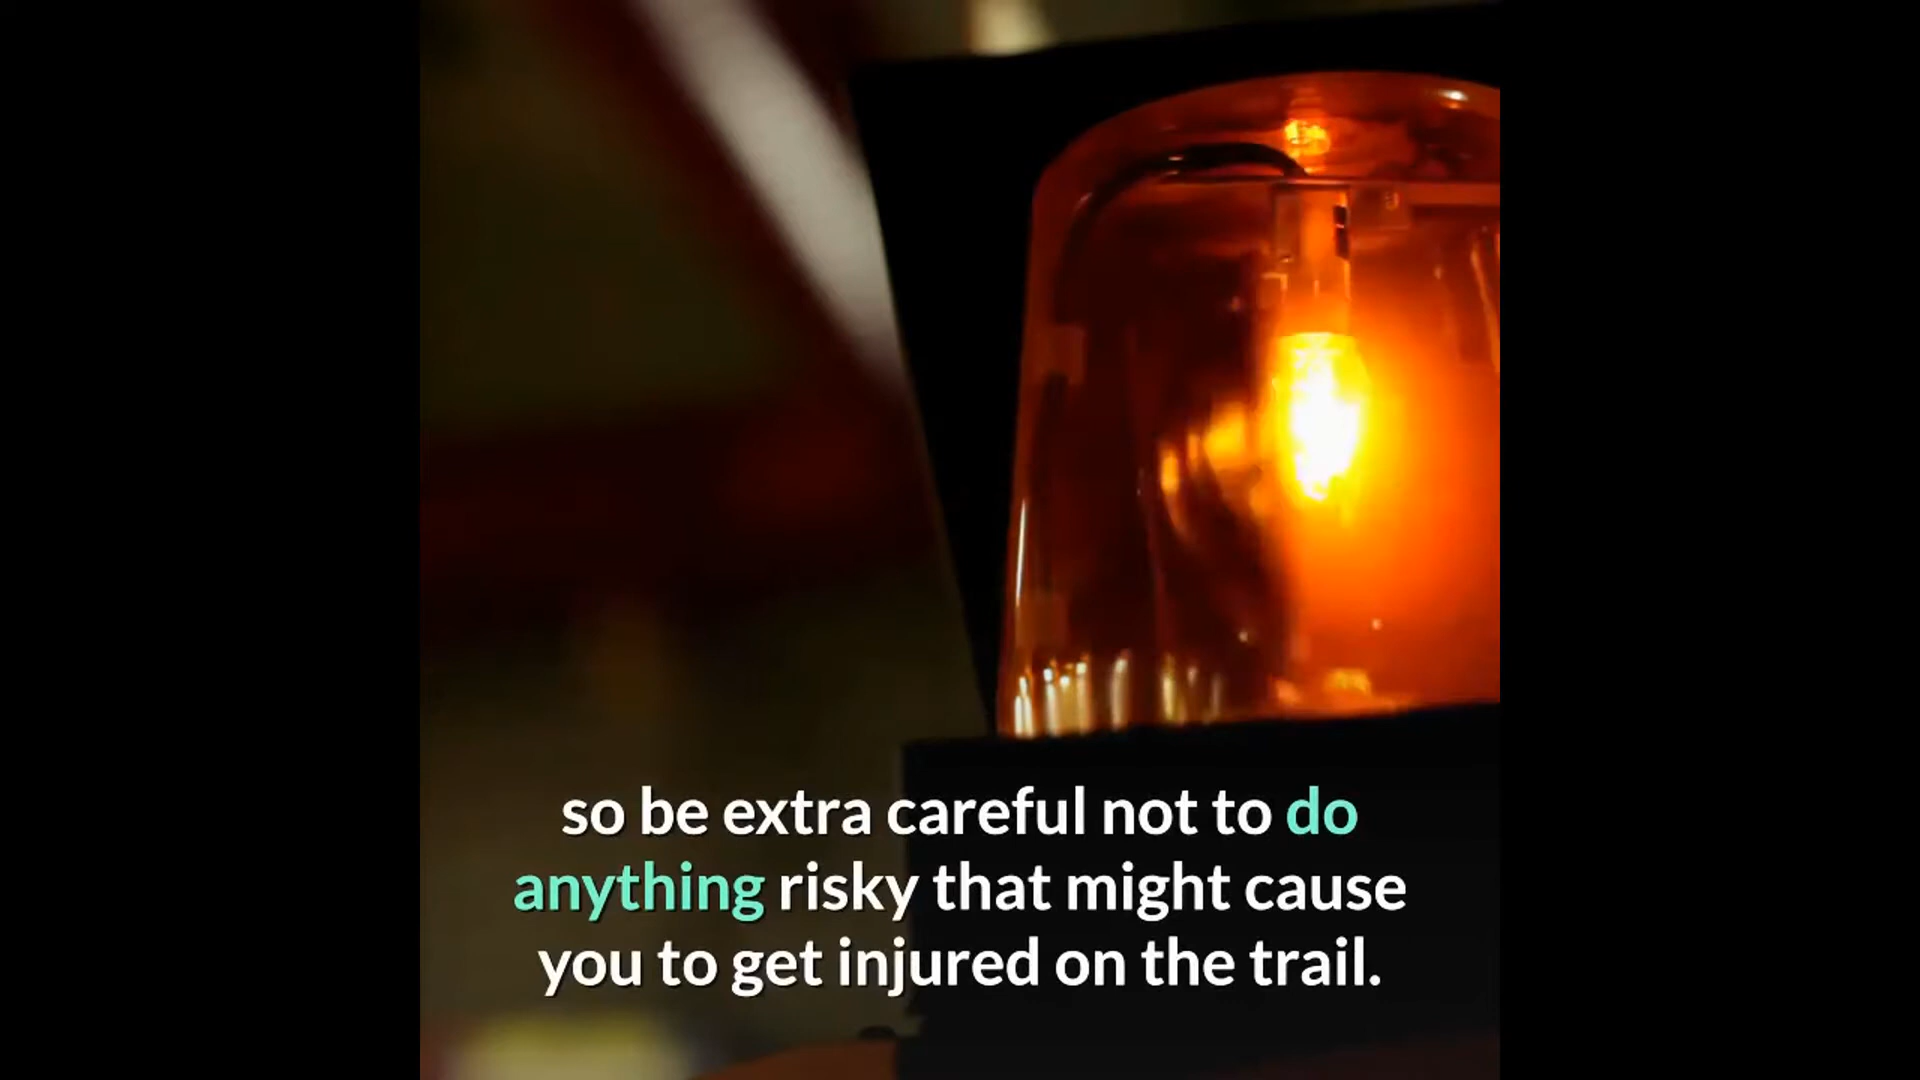 so be extra careful not to do
anything risky that might cause
you to get injured on the trail.